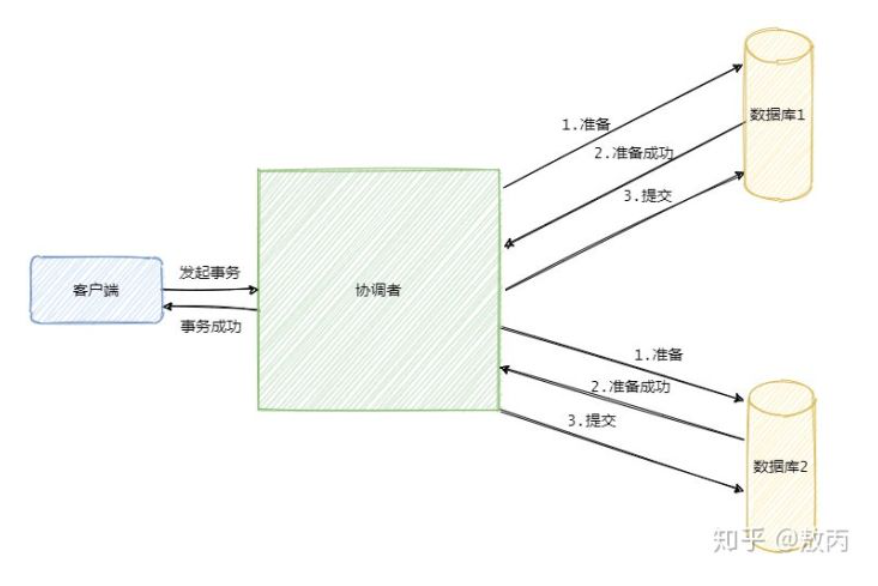 数据库1
1.准备
2.准备成功
3.提交
发起事务
客户端
协调者
事务成功
1.准备
2.准备成功
3.提交
数据库2
知乎 @敖丙